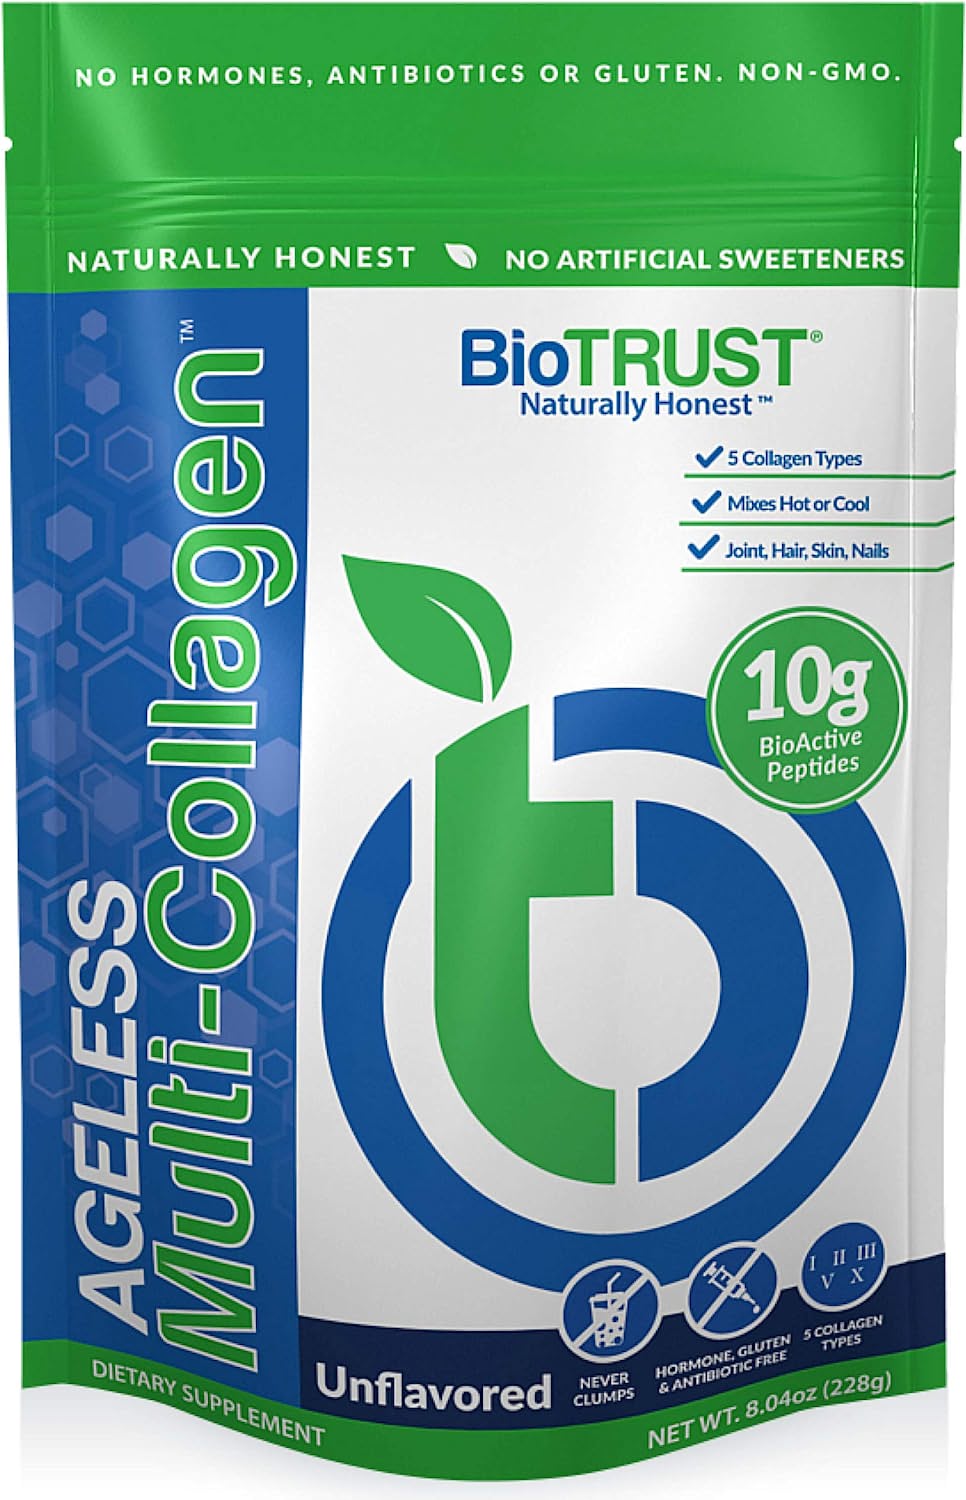 NO HORMONES, ANTIBIOTICS OR GLUTEN. NON-GMO.
NATURALLY HONEST NO ARTIFICIAL SWEETENERS
BioTRUST®
Naturally Honest™
5 Collagen Types
Mixes Hot or Cool
Joint, Hair, Skin, Nails
10g
BioActive
Peptides
AGELESS
Multi-Collagen™
tb
I II III
V X
NEVER
CLUMPS
HORMONE, GLUTEN
& ANTIBIOTIC FREE
5 COLLAGEN
TYPES
Unflavored
DIETARY SUPPLEMENT
NET WT. 8.04oz (228g)